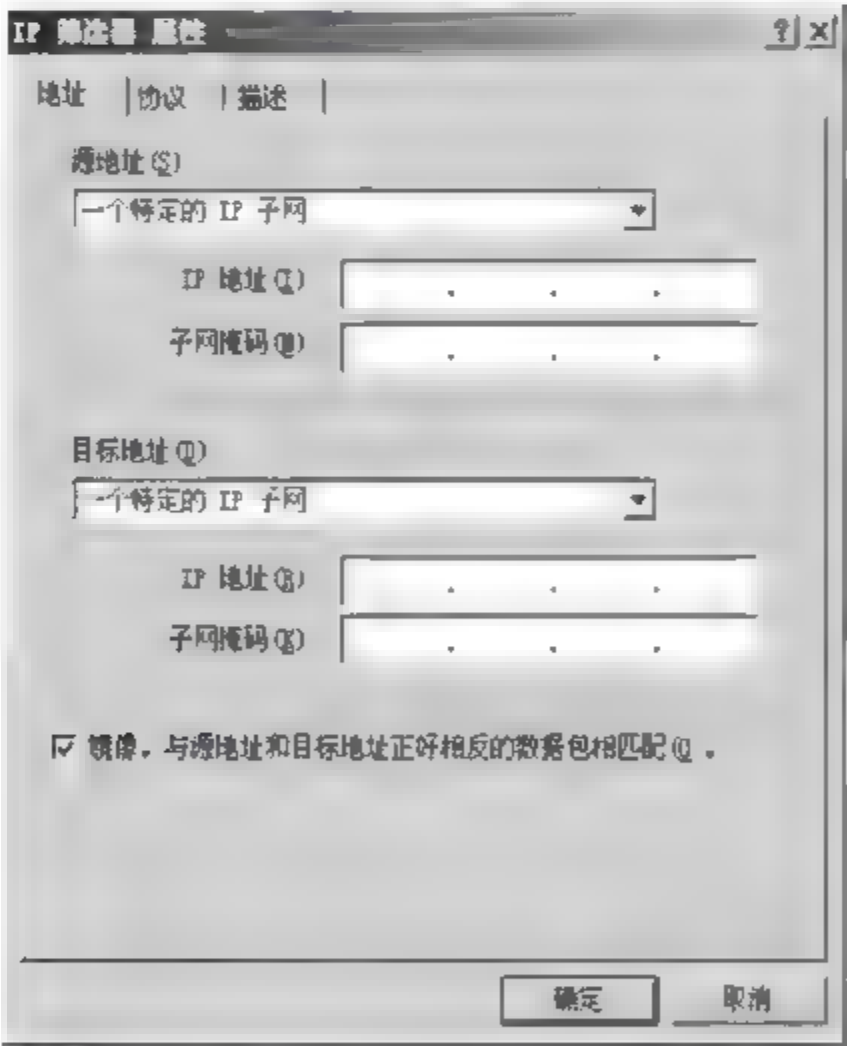 IP 筛选器 属性
地址 协议 描述
源地址(S)
一个特定的 IP 子网
IP 地址(I)
子网掩码(M)
目标地址(D)
一个特定的 IP 子网
IP 地址(R)
子网掩码(K)
镜像。与源地址和目标地址正好相反的数据包相匹配(O)。
确定 取消